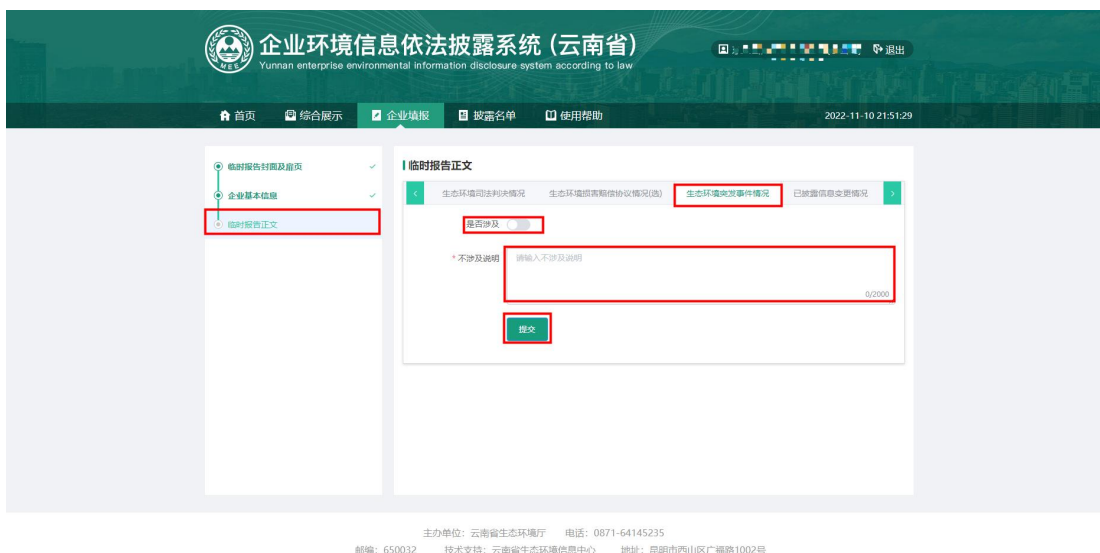 企业环境信息依法披露系统 (云南省)
Yunnan enterprise environmental information disclosure system according to law
MEE
退出
首页 综合展示 企业填报 披露名单 使用帮助 2022-11-10 21:51:29
临时报告封面及扉页
企业基本信息
临时报告正文
临时报告正文
生态环境司法判决情况 生态环境损害赔偿协议情况(选) 生态环境突发事件情况 已披露信息变更情况
是否涉及
* 不涉及说明 请输入不涉及说明
0/2000
提交
主办单位：云南省生态环境厅 电话：0871-64145235
邮编：650032 技术支持：云南省生态环境信息中心 地址：昆明市西山区广福路1002号